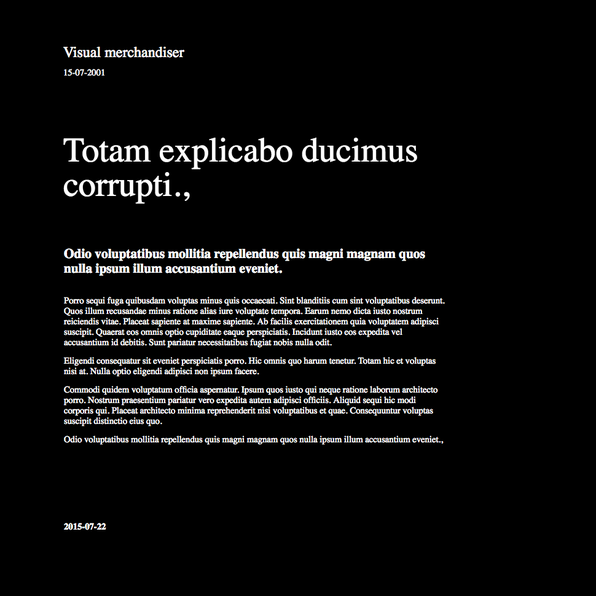 Visual merchandiser
15-07-2001
Totam explicabo ducimus
corrupti.,
Odio voluptatibus mollitia repellendus quis magni magnam quos
nulla ipsum illum accusantium eveniet.
Porro sequi fuga quibusdam voluptas minus quis occaecati. Sint blanditiis cum sint voluptatibus deserunt.
Quos illum recusandae minus ratione alias iure voluptate tempora. Earum nemo dicta iusto nostrum
reiciendis vitae. Placeat sapiente at maxime sapiente. Ab facilis exercitationem quia voluptatem adipisci
suscipit. Quaerat eos omnis optio cupiditate eaque perspiciatis. Incidunt iusto eos expedita vel
accusantium id debitis. Sunt pariatur necessitatibus fugiat nobis nulla odit.
Eligendi consequatur sit eveniet perspiciatis porro. Hic omnis quo harum tenetur. Totam hic et voluptas
nisi at. Nulla optio eligendi adipisci non ipsum facere.
Commodi quidem voluptatum officia aspernatur. Ipsum quos iusto qui neque ratione laborum architecto
porro. Nostrum praesentium pariatur vero expedita autem adipisci officiis. Aliquid sequi hic modi
corporis qui. Placeat architecto minima reprehenderit nisi voluptatibus et quae. Consequuntur voluptas
suscipit distinctio eius quo.
Odio voluptatibus mollitia repellendus quis magni magnam quos nulla ipsum illum accusantium eveniet.,
2015-07-22